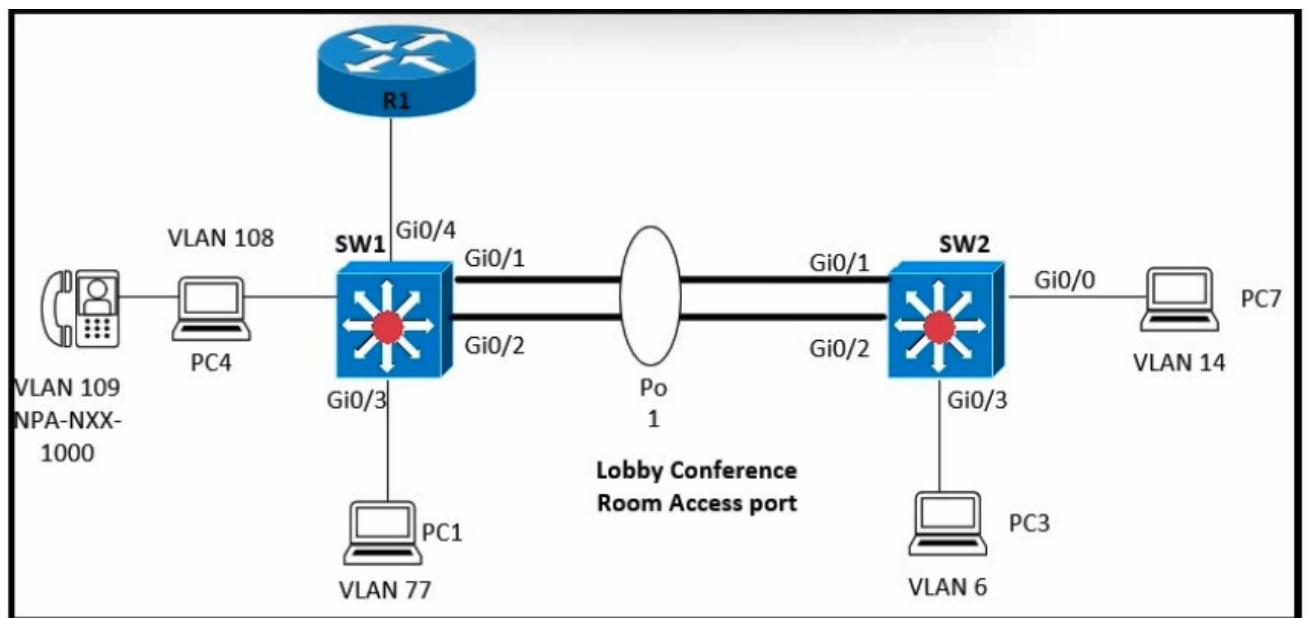 R1
VLAN 108
Gi0/4
SW1
Gi0/1
Gi0/1
SW2
Gi0/0
PC7
PC4
Gi0/2
Gi0/2
VLAN 14
VLAN 109
NPA-NXX-
1000
Gi0/3
Po
1
Gi0/3
Lobby Conference
Room Access port
PC1
PC3
VLAN 77
VLAN 6